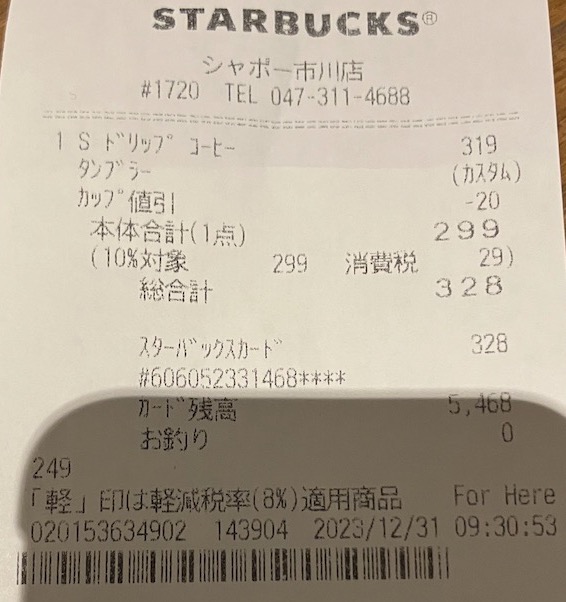 STARBUCKS®
シャポー市川店
#1720 TEL 047-311-4688
1 S ﾄﾞﾘｯﾌﾟ ｺｰﾋｰ 319
ﾀﾝﾌﾞﾗｰ (ｶｽﾀﾑ)
ｶｯﾌﾟ値引 -20
本体合計(1点) 299
(10%対象 299 消費税 29)
総合計 328
ｽﾀｰﾊﾞｯｸｽｶｰﾄﾞ 328
#606052331468****
ｶｰﾄﾞ残高 5,468
お釣り 0
249
「軽」印は軽減税率(8%)適用商品 For Here
020153634902 143904 2023/12/31 09:30:53